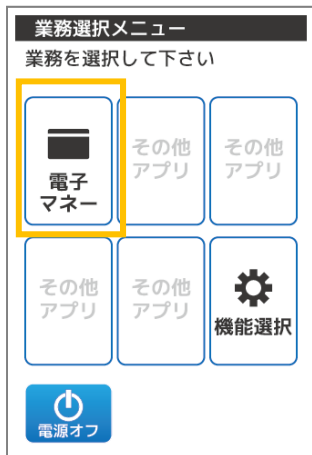 業務選択メニュー
業務を選択して下さい
電子
マネー
その他
アプリ
その他
アプリ
その他
アプリ
その他
アプリ
機能選択
電源オフ